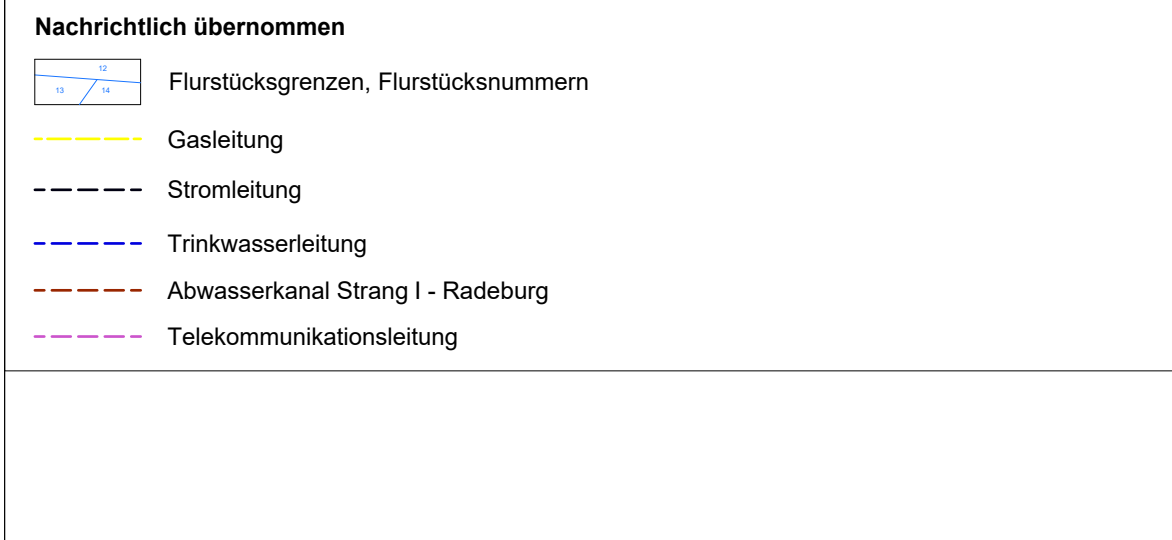 Nachrichtlich übernommen
12
13 14
Flurstücksgrenzen, Flurstücksnummern
Gasleitung
Stromleitung
Trinkwasserleitung
Abwasserkanal Strang I - Radeburg
Telekommunikationsleitung